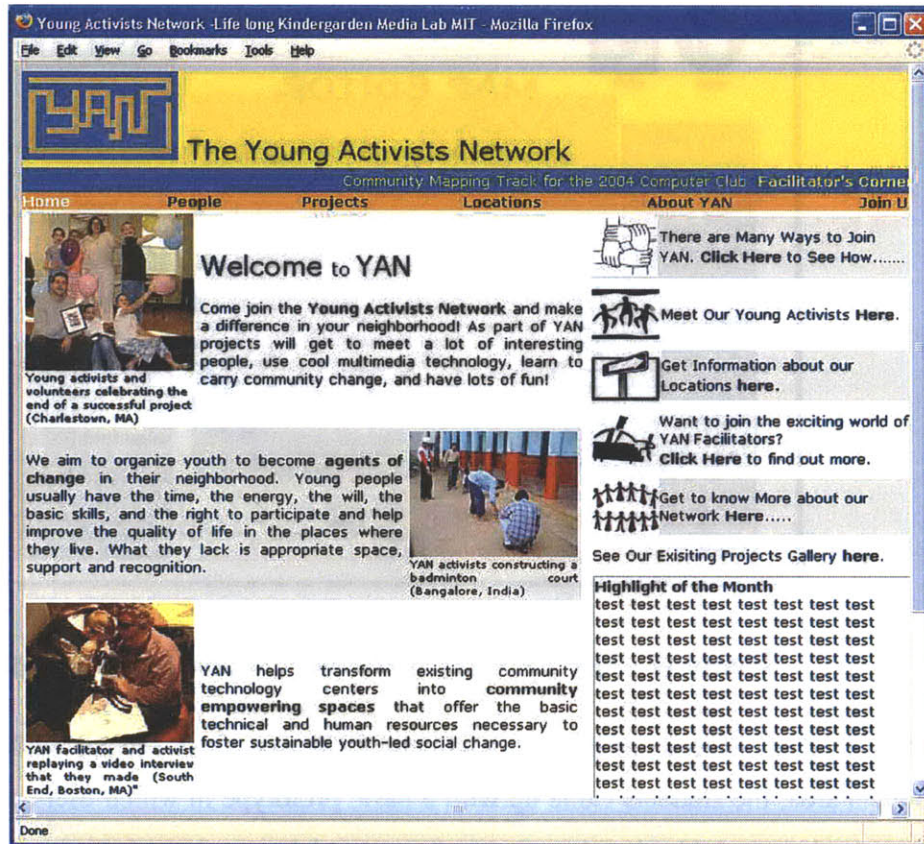 Young Activists Network -Life long Kindergarden Media Lab MIT - Mozilla Firefox
File Edit View Go Bookmarks Tools Help
YAN
The Young Activists Network
Community Mapping Track for the 2004 Computer Club Facilitator's Corner
Home People Projects Locations About YAN Join U
Welcome to YAN
Come join the Young Activists Network and make
a difference in your neighborhood! As part of YAN
projects will get to meet a lot of interesting
people, use cool multimedia technology, learn to
carry community change, and have lots of fun!
Young activists and
volunteers celebrating the
end of a successful project
(Charlestown, MA)
We aim to organize youth to become agents of
change in their neighborhood. Young people
usually have the time, the energy, the will, the
basic skills, and the right to participate and help
improve the quality of life in the places where
they live. What they lack is appropriate space,
support and recognition.
YAN activists constructing a
badminton court
(Bangalore, India)
YAN helps transform existing community
technology centers into community
empowering spaces that offer the basic
technical and human resources necessary to
foster sustainable youth-led social change.
YAN facilitator and activist
replaying a video interview
that they made (South
End, Boston, MA)"
There are Many Ways to Join
YAN. Click Here to See How.......
Meet Our Young Activists Here.
Get Information about our
Locations here.
Want to join the exciting world of
YAN Facilitators?
Click Here to find out more.
Get to know More about our
Network Here.....
See Our Exisiting Projects Gallery here.
Highlight of the Month
test test test test test test test test
test test test test test test test test
test test test test test test test test
test test test test test test test test
test test test test test test test test
test test test test test test test test
test test test test test test test test
test test test test test test test test
test test test test test test test test
test test test test test test test test
test test test test test test test test
Done